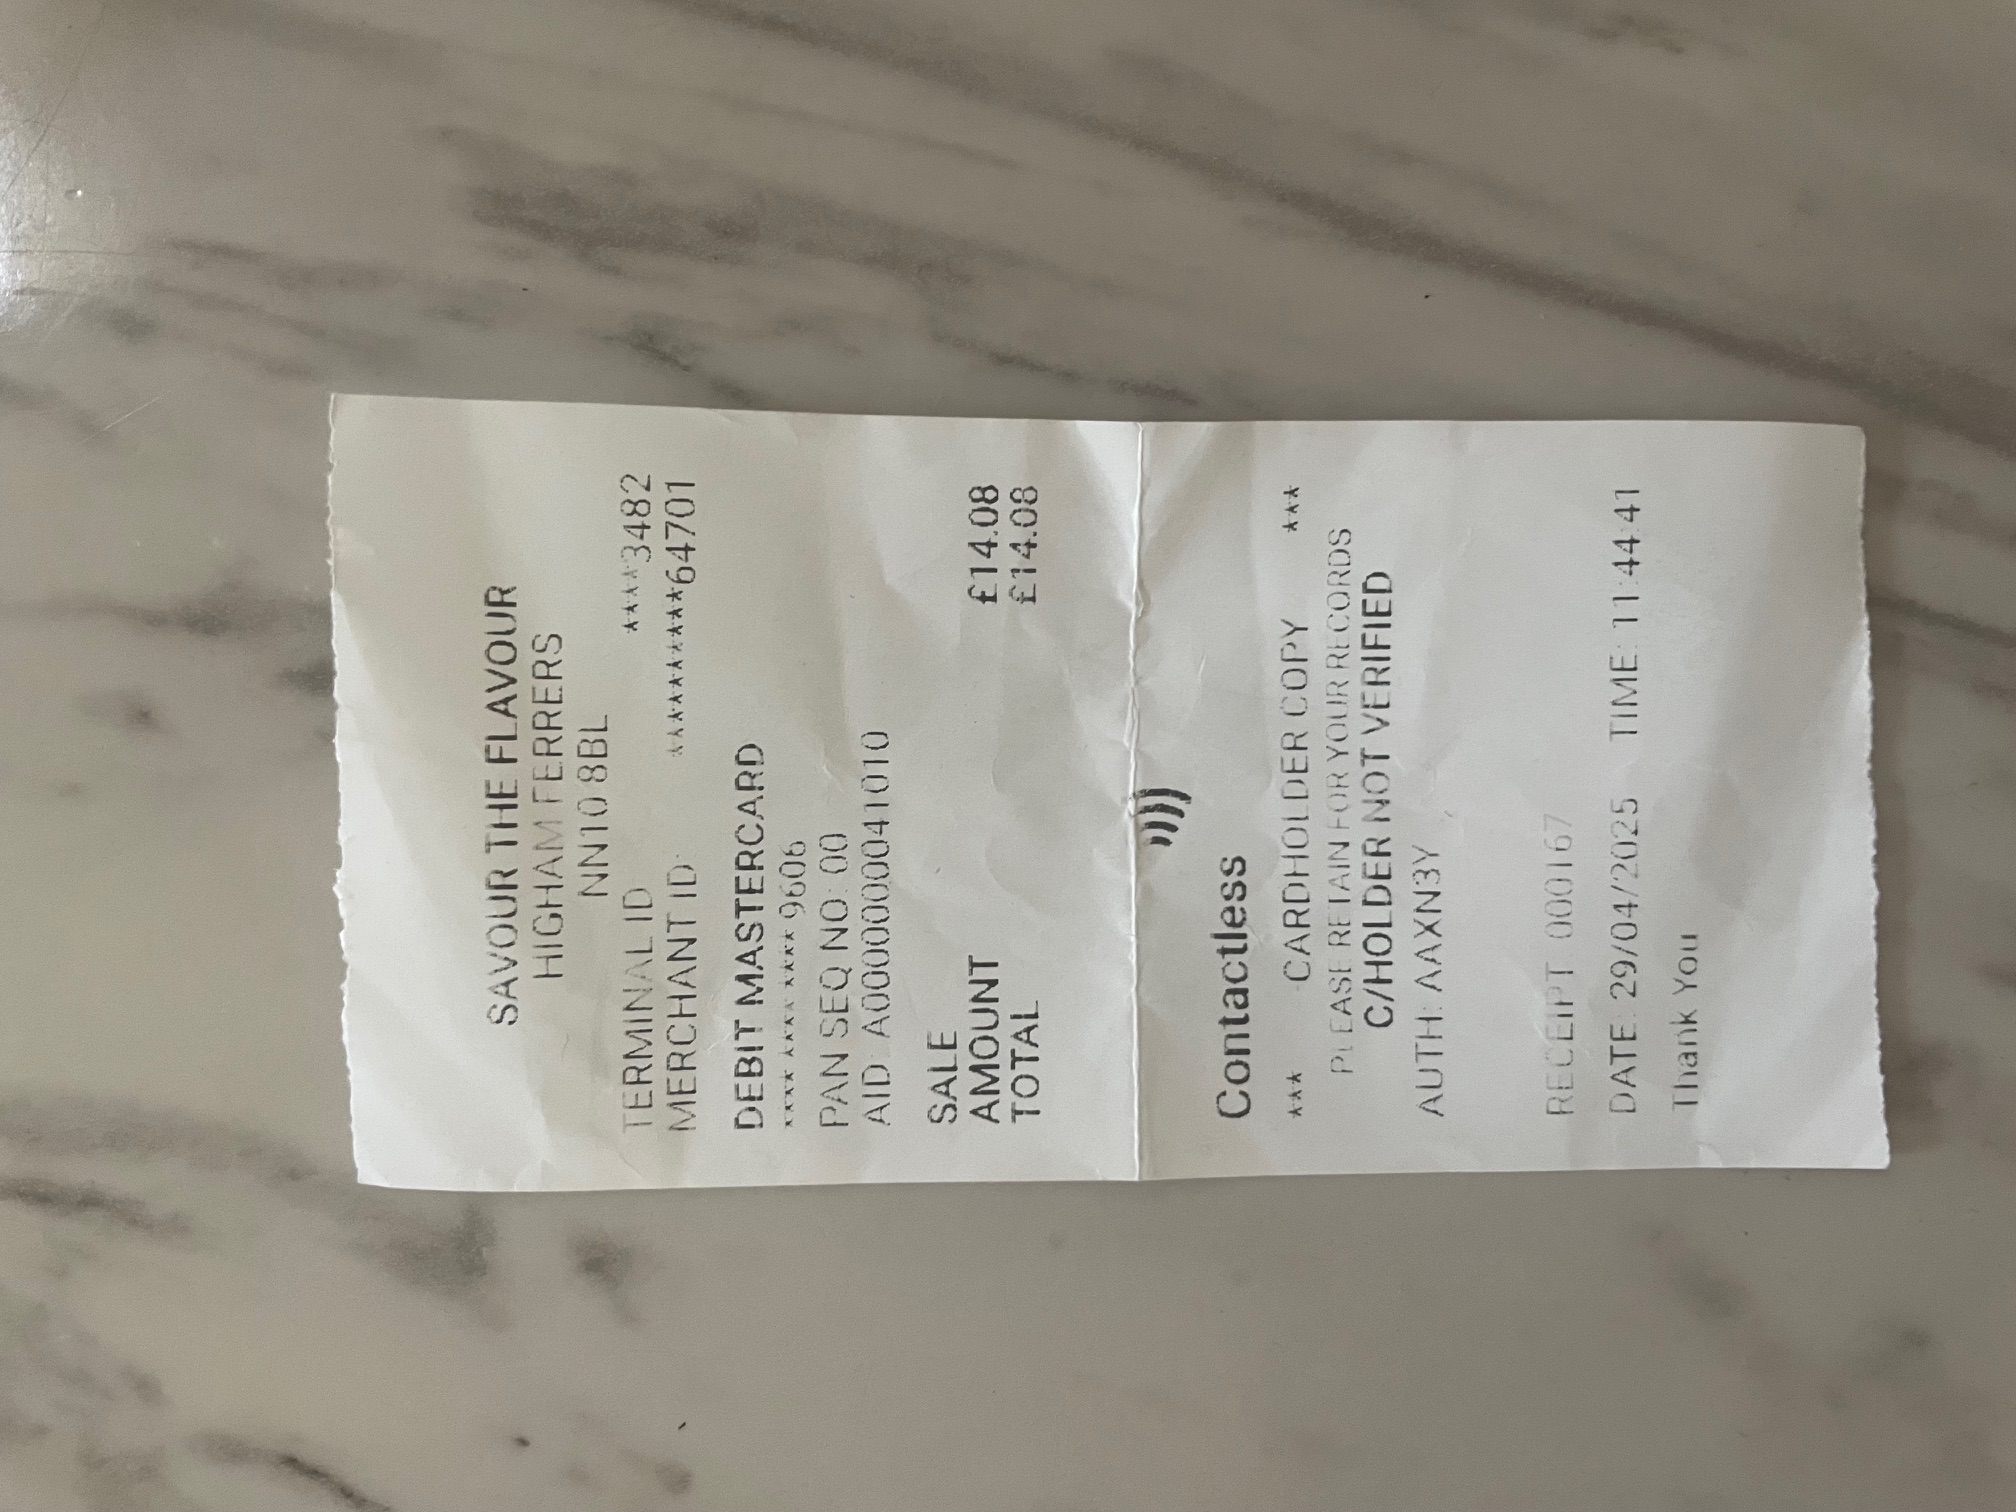 SAVOUR THE FLAVOUR
HIGHAM FERRERS
NN10 8BL
TERMINAL ID ****3482
MERCHANT ID: **********64701
DEBIT MASTERCARD
**** **** **** 9606
PAN SEQ NO: 00
AID: A0000000041010
SALE
AMOUNT £14.08
TOTAL £14.08
Contactless
*** CARDHOLDER COPY ***
PLEASE RETAIN FOR YOUR RECORDS
C/HOLDER NOT VERIFIED
AUTH: AAXN3Y
RECEIPT 000167
DATE: 29/04/2025 TIME: 11:44:41
Thank You